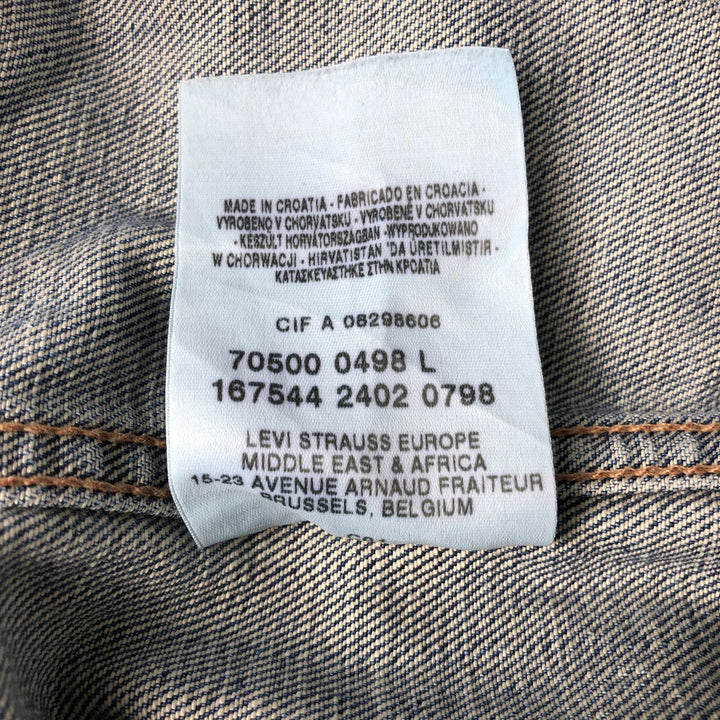 MADE IN CROATIA - FABRICADO EN CROACIA -
VYROBENO V CHORVATSKU - VYROBENÉ V CHORVÁTSKU
- KÉSZÜLT HORVÁTORSZÁGBAN - WYPRODUKOWANO
W CHORWACJI - HIRVATISTAN 'DA ÜRETILMISTIR -
ΚΑΤΑΣΚΕΥΑΣΤΗΚΕ ΣΤΗΝ ΚΡΟΑΤΙΑ
CIF A 08298606
70500 0498 L
167544 2402 0798
LEVI STRAUSS EUROPE
MIDDLE EAST & AFRICA
15-23 AVENUE ARNAUD FRAITEUR
BRUSSELS, BELGIUM